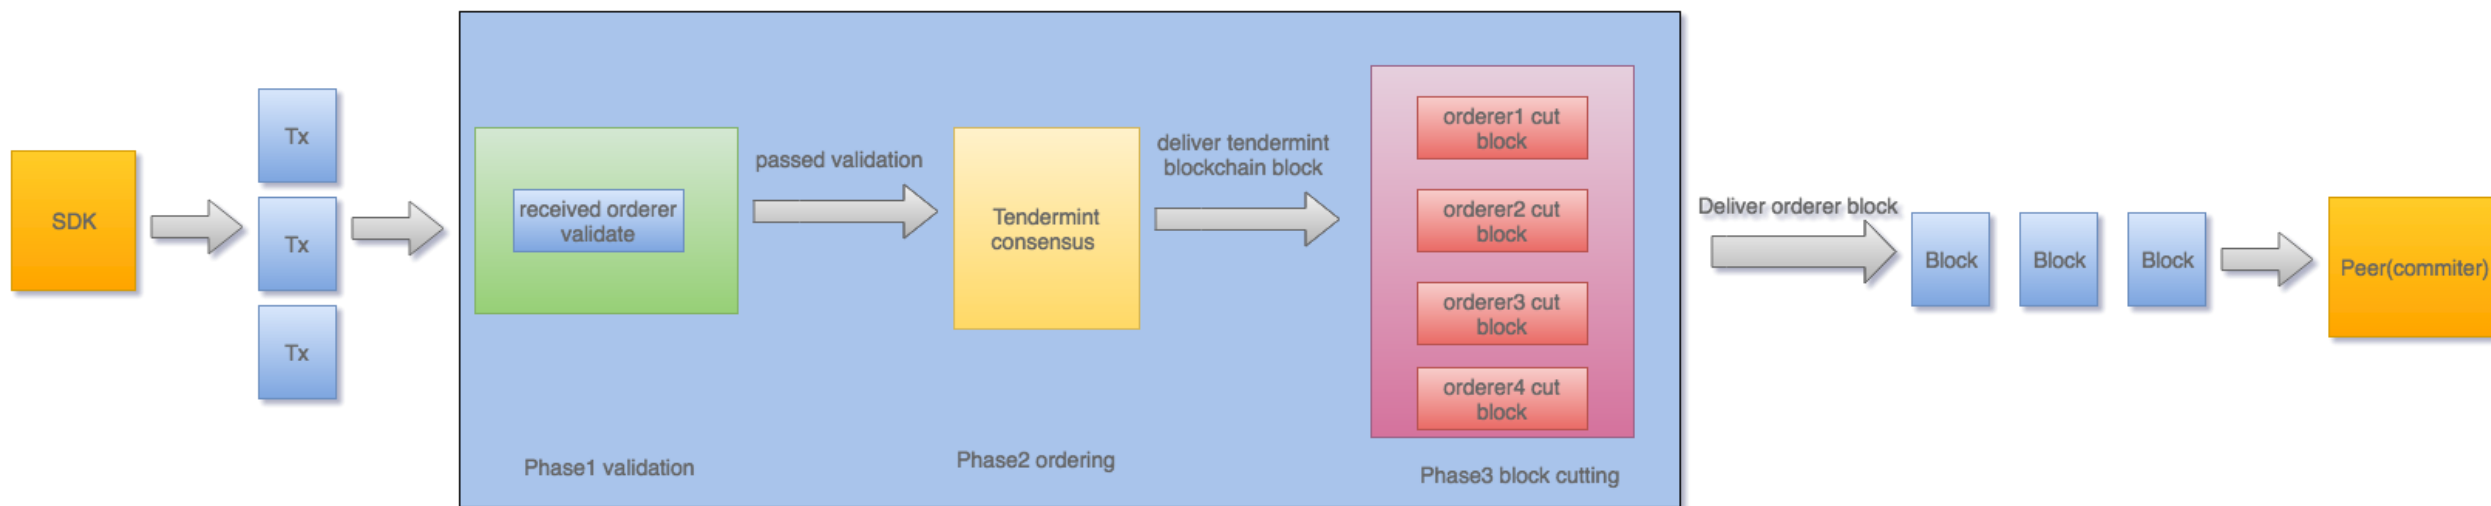 SDK
Tx
Tx
Tx
received orderer
validate
Phase1 validation
passed validation
Tendermint
consensus
Phase2 ordering
deliver tendermint
blockchain block
orderer1 cut
block
orderer2 cut
block
orderer3 cut
block
orderer4 cut
block
Phase3 block cutting
Deliver orderer block
Block
Block
Block
Peer(commiter)